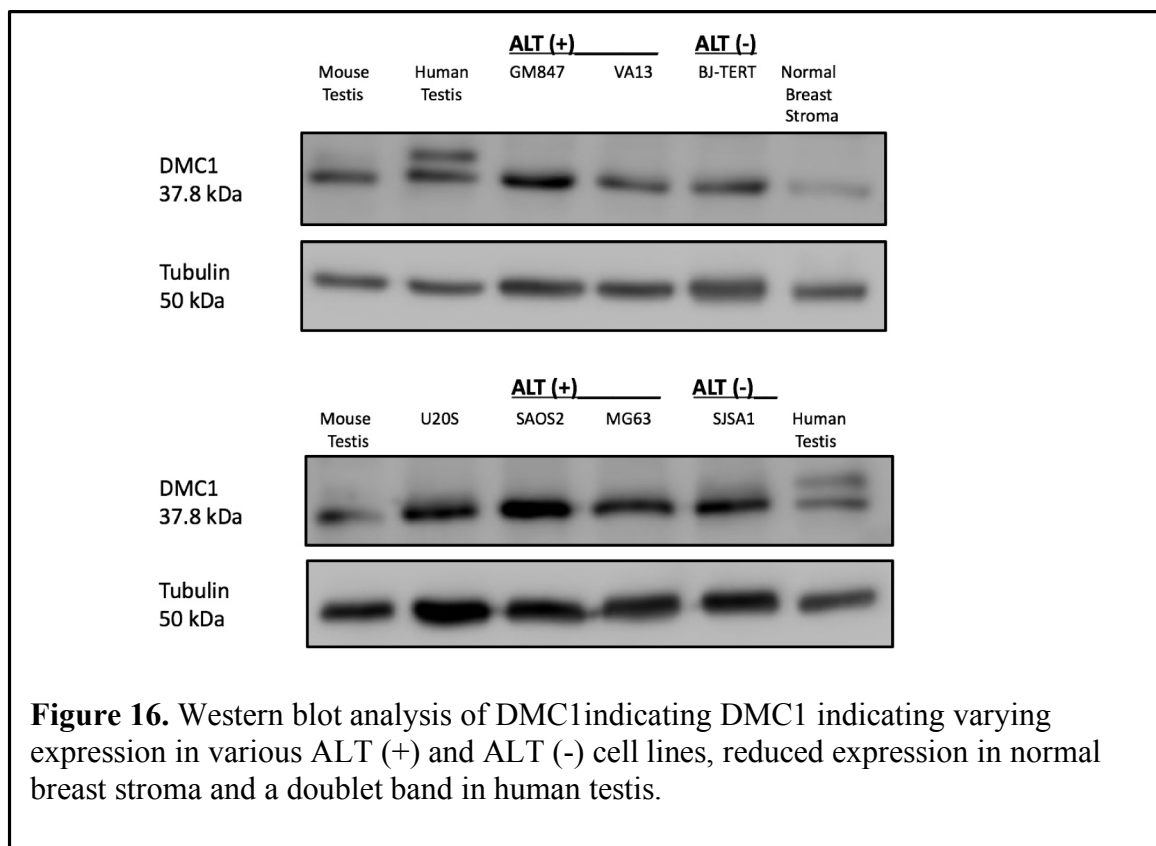 ALT (+)________ ALT (-)
Mouse Testis Human Testis GM847 VA13 BJ-TERT Normal Breast Stroma
DMC1
37.8 kDa
Tubulin
50 kDa
ALT (+)________ ALT (-)__
Mouse Testis U20S SAOS2 MG63 SJSA1 Human Testis
DMC1
37.8 kDa
Tubulin
50 kDa
Figure 16. Western blot analysis of DMC1indicating DMC1 indicating varying
expression in various ALT (+) and ALT (-) cell lines, reduced expression in normal
breast stroma and a doublet band in human testis.